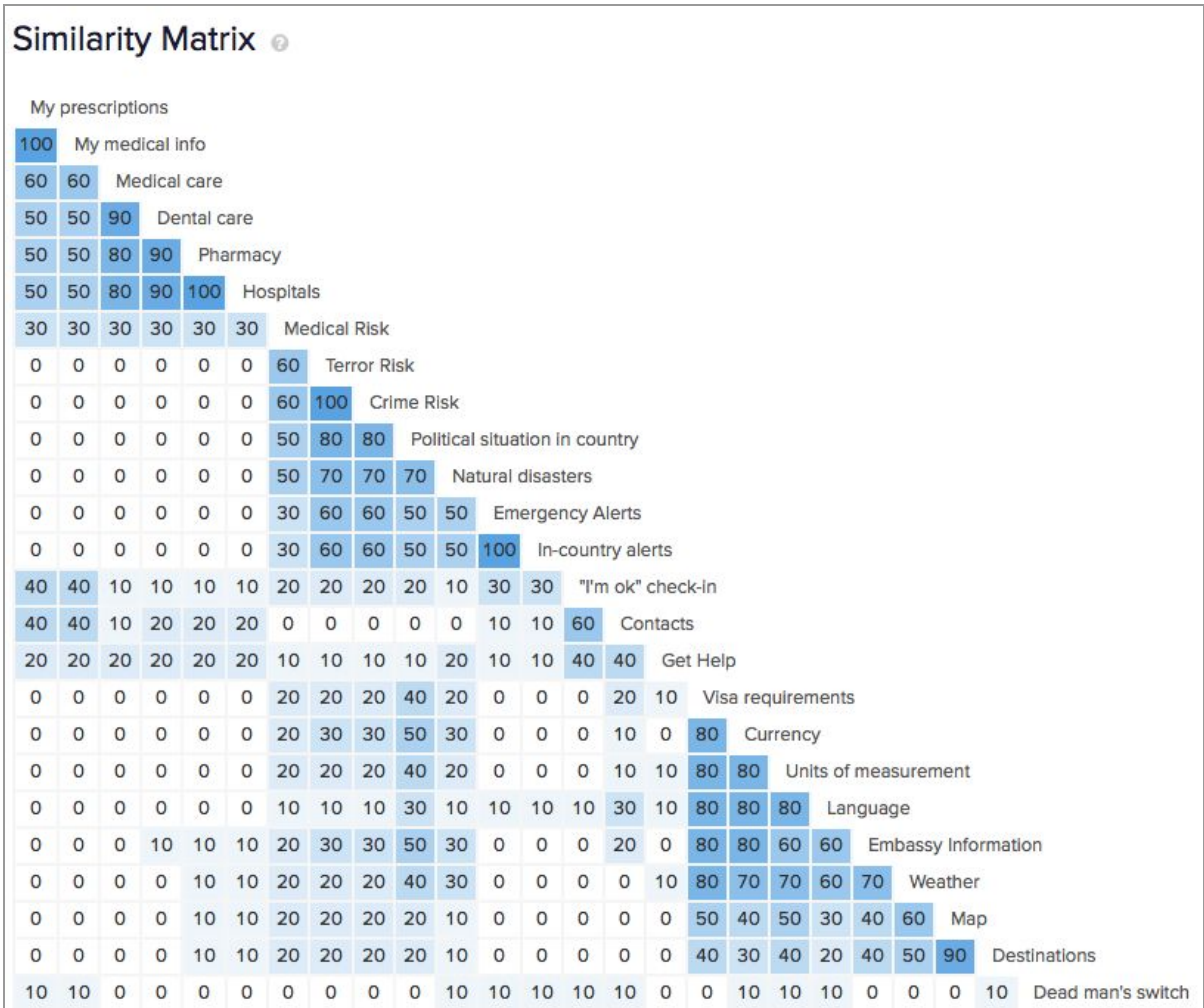 Similarity Matrix ?
My prescriptions
100 My medical info
60 60 Medical care
50 50 90 Dental care
50 50 80 90 Pharmacy
50 50 80 90 100 Hospitals
30 30 30 30 30 30 Medical Risk
0 0 0 0 0 0 60 Terror Risk
0 0 0 0 0 0 60 100 Crime Risk
0 0 0 0 0 0 50 80 80 Political situation in country
0 0 0 0 0 0 50 70 70 70 Natural disasters
0 0 0 0 0 0 30 60 60 50 50 Emergency Alerts
0 0 0 0 0 0 30 60 60 50 50 100 In-country alerts
40 40 10 10 10 10 20 20 20 20 10 30 30 "I'm ok" check-in
40 40 10 20 20 20 0 0 0 0 0 10 10 60 Contacts
20 20 20 20 20 20 10 10 10 10 20 10 10 40 40 Get Help
0 0 0 0 0 0 20 20 20 40 20 0 0 0 20 10 Visa requirements
0 0 0 0 0 0 20 30 30 50 30 0 0 0 10 0 80 Currency
0 0 0 0 0 0 20 20 20 40 20 0 0 0 10 10 80 80 Units of measurement
0 0 0 0 0 0 10 10 10 30 10 10 10 10 30 10 80 80 80 Language
0 0 0 10 10 10 20 30 30 50 30 0 0 0 20 0 80 80 60 60 Embassy Information
0 0 0 0 10 10 20 20 20 40 30 0 0 0 0 10 80 70 70 60 70 Weather
0 0 0 0 10 10 20 20 20 20 10 0 0 0 0 0 50 40 50 30 40 60 Map
0 0 0 0 10 10 20 20 20 20 10 0 0 0 0 0 40 30 40 20 40 50 90 Destinations
10 10 0 0 0 0 0 0 0 0 10 10 10 10 10 0 0 10 10 10 0 0 0 10 Dead man's switch